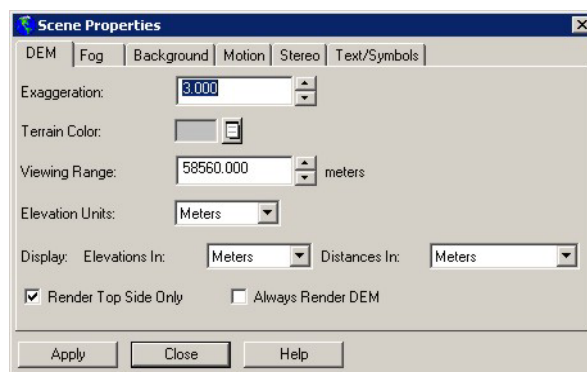 Scene Properties
DEM Fog Background Motion Stereo Text/Symbols
Exaggeration: 3.000
Terrain Color:
Viewing Range: 58560.000 meters
Elevation Units: Meters
Display: Elevations In: Meters Distances In: Meters
Render Top Side Only Always Render DEM
Apply Close Help